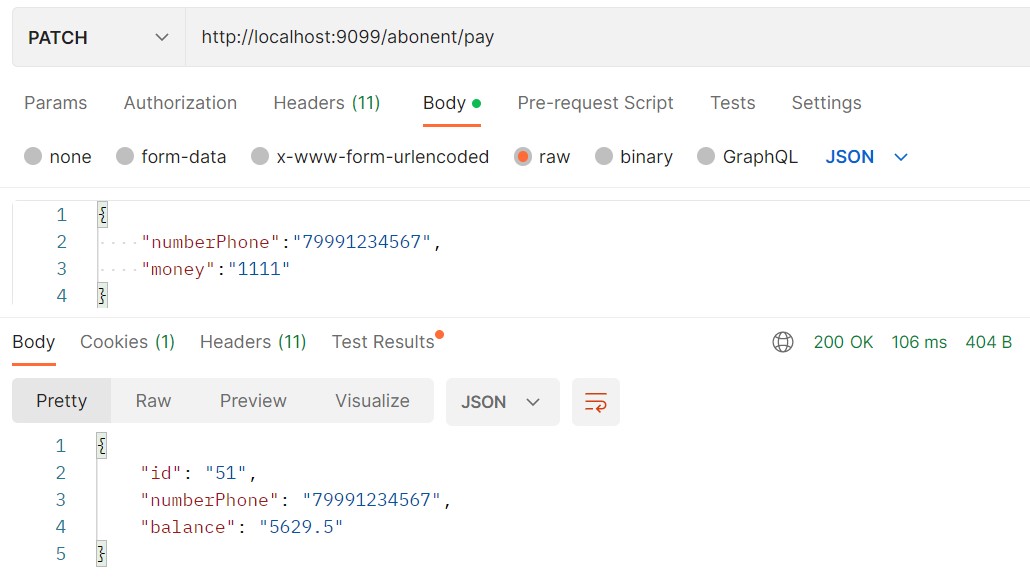 PATCH http://localhost:9099/abonent/pay
Params Authorization Headers (11) Body Pre-request Script Tests Settings
none form-data x-www-form-urlencoded raw binary GraphQL JSON
1 {
2 ····"numberPhone":"79991234567",
3 ····"money":"1111"
4 }
Body Cookies (1) Headers (11) Test Results 200 OK 106 ms 404 B
Pretty Raw Preview Visualize JSON
1 {
2 "id": "51",
3 "numberPhone": "79991234567",
4 "balance": "5629.5"
5 }